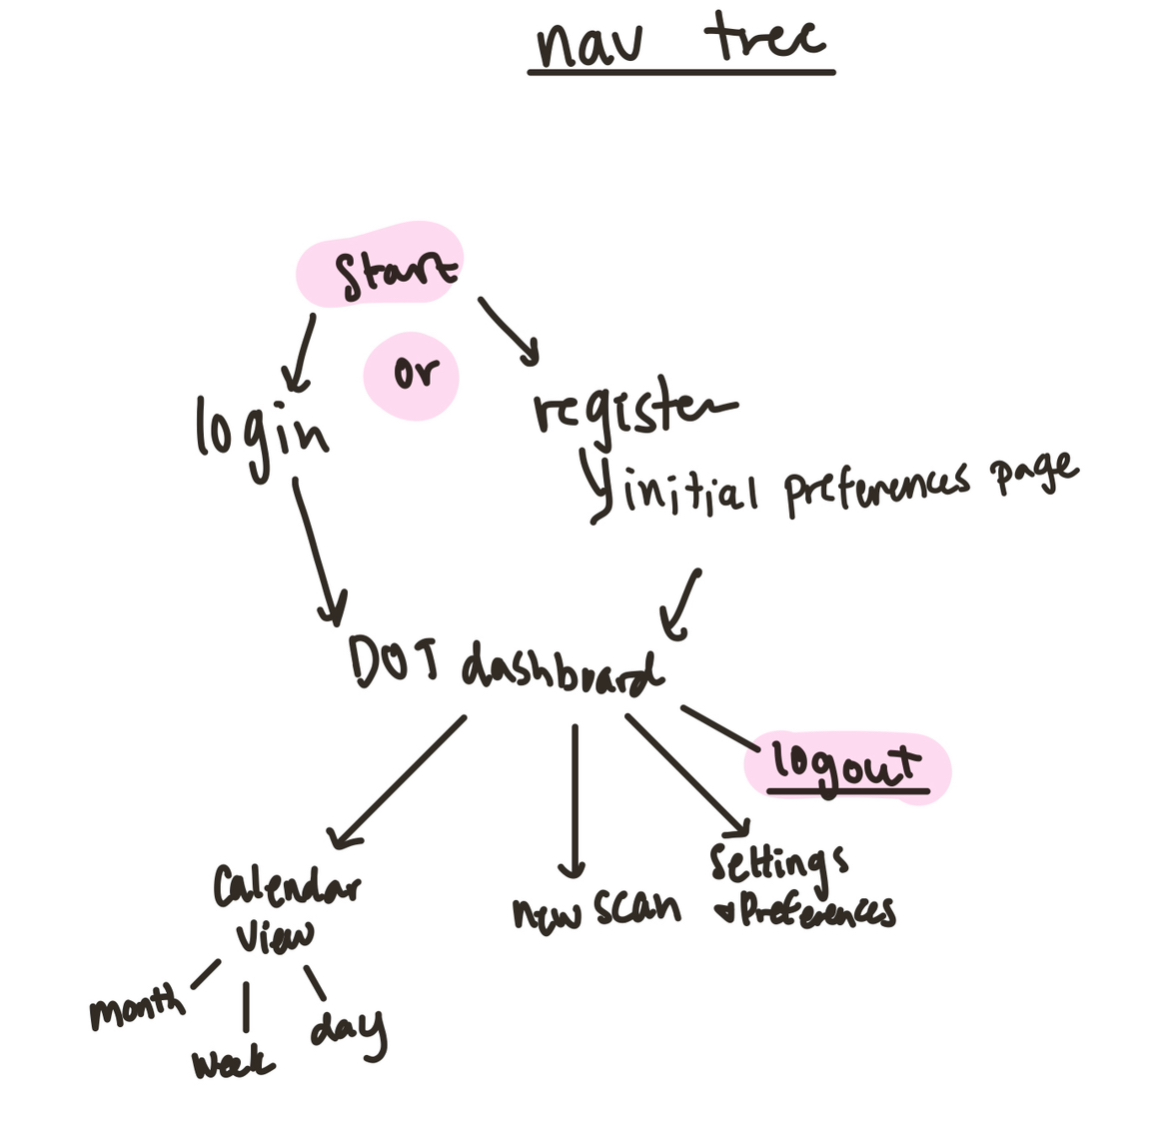 nav tree
Start
or
login
register
initial preferences page
DOT dashboard
logout
Calendar
View
new scan
Settings
& Preferences
month
week
day